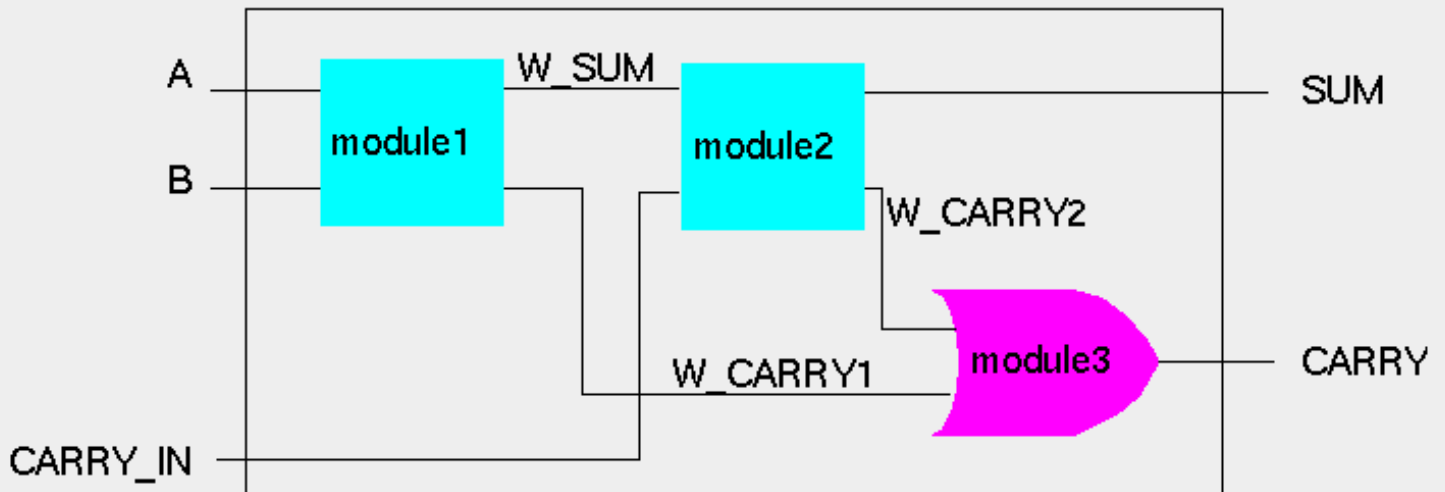 A
W_SUM
SUM
module1
module2
B
W_CARRY2
module3
CARRY
W_CARRY1
CARRY_IN